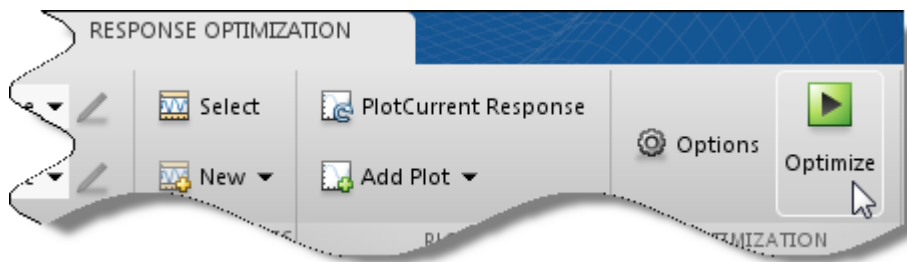 RESPONSE OPTIMIZATION
Select
PlotCurrent Response
Options
Optimize
New
Add Plot